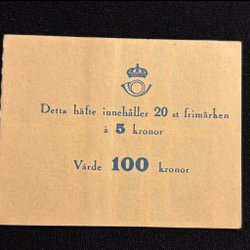 Detta häfte innehåller 20 st frimärken
à 5 kronor
Värde 100 kronor